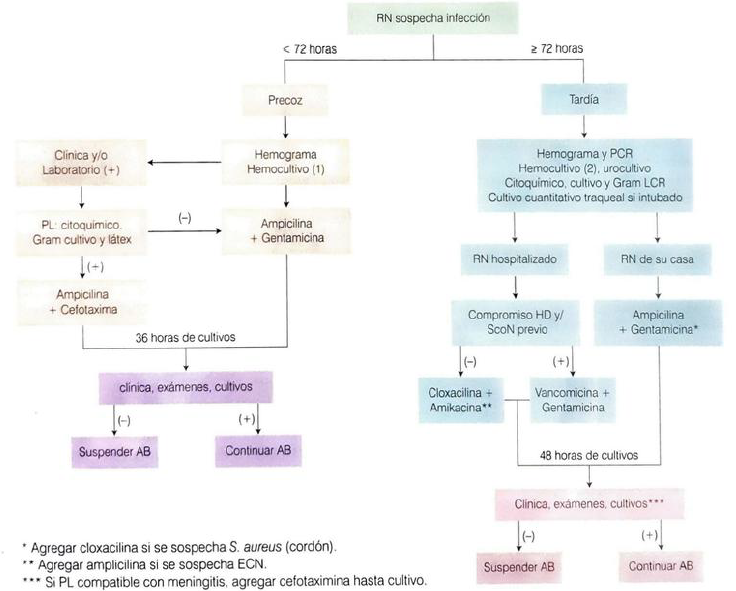 RN sospecha infección
< 72 horas
≥ 72 horas
Precoz
Tardía
Clínica y/o
Laboratorio (+)
Hemograma
Hemocultivo (1)
Hemograma y PCR
Hemocultivo (2), urocultivo
Citoquímico, cultivo y Gram LCR
Cultivo cuantitativo traqueal si intubado
PL: citoquímico,
Gram cultivo y látex
(-)
Ampicilina
+ Gentamicina
(+)
Ampicilina
+ Cefotaxima
RN hospitalizado
RN de su casa
Compromiso HD y/
ScoN previo
Ampicilina
+ Gentamicina*
36 horas de cultivos
(-)
(+)
clínica, exámenes, cultivos
Cloxacilina +
Amikacina**
Vancomicina +
Gentamicina
(-)
(+)
Suspender AB
Continuar AB
48 horas de cultivos
Clínica, exámenes, cultivos***
(-)
(+)
Suspender AB
Continuar AB
* Agregar cloxacilina si se sospecha S. aureus (cordón).
** Agregar amplicilina si se sospecha ECN.
*** Si PL compatible con meningitis, agregar cefotaximina hasta cultivo.